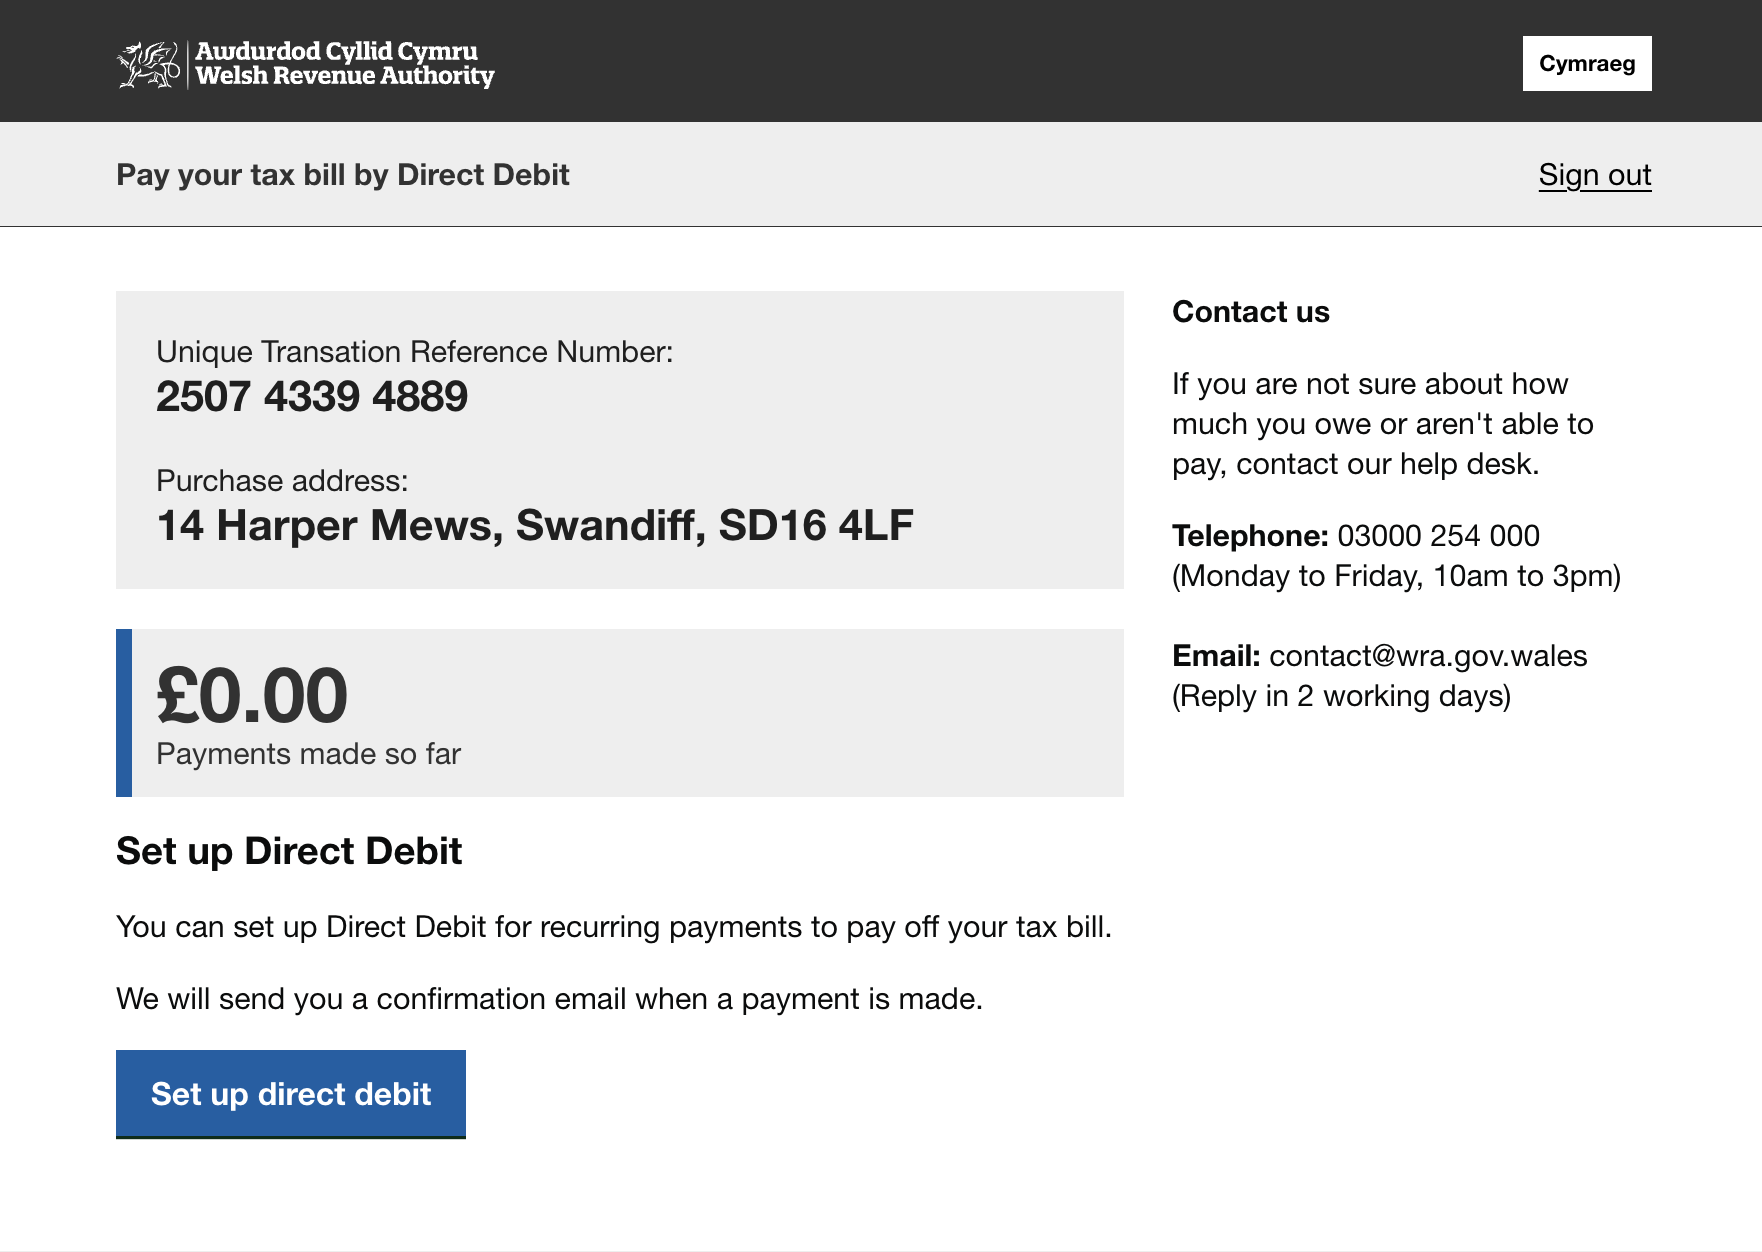 Awdurdod Cyllid Cymru
Welsh Revenue Authority
Cymraeg
Pay your tax bill by Direct Debit
Sign out
Unique Transation Reference Number:
2507 4339 4889
Purchase address:
14 Harper Mews, Swandiff, SD16 4LF
£0.00
Payments made so far
Set up Direct Debit
You can set up Direct Debit for recurring payments to pay off your tax bill.
We will send you a confirmation email when a payment is made.
Set up direct debit
Contact us
If you are not sure about how
much you owe or aren't able to
pay, contact our help desk.
Telephone: 03000 254 000
(Monday to Friday, 10am to 3pm)
Email: contact@wra.gov.wales
(Reply in 2 working days)